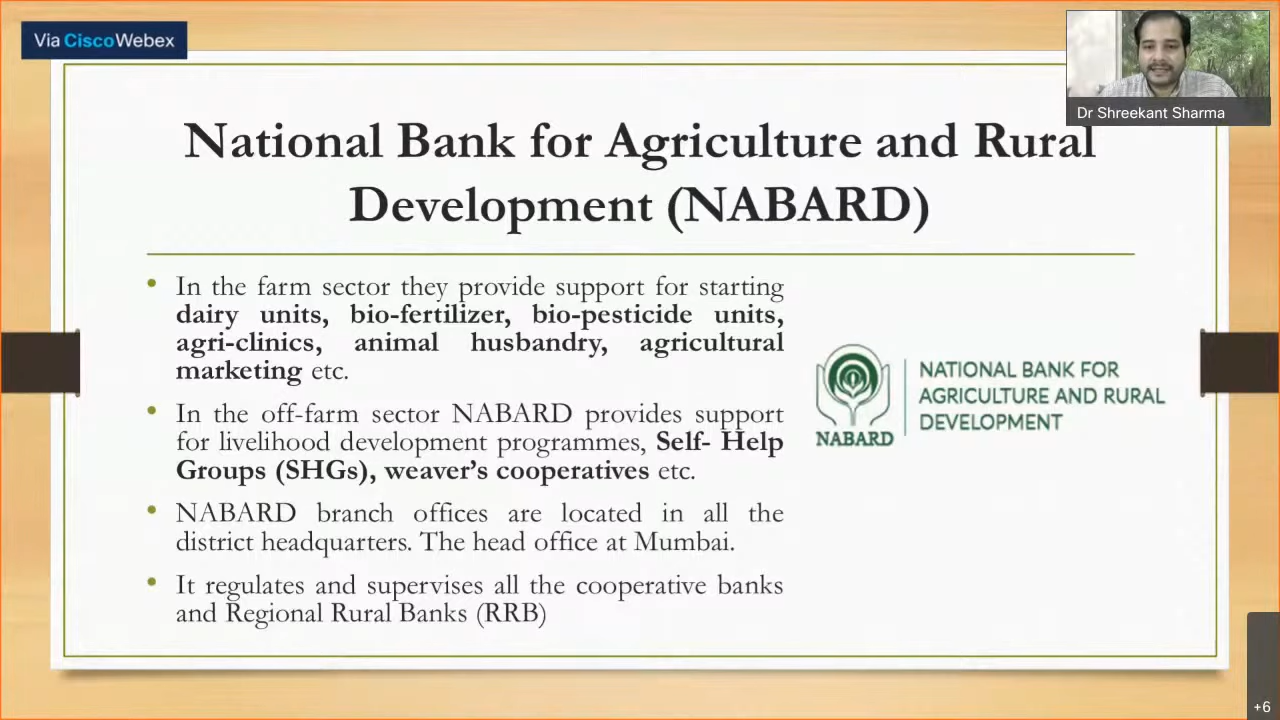 Via CiscoWebex
Dr Shreekant Sharma
National Bank for Agriculture and Rural
Development (NABARD)
• In the farm sector they provide support for starting
dairy units, bio-fertilizer, bio-pesticide units,
agri-clinics, animal husbandry, agricultural
marketing etc.
• In the off-farm sector NABARD provides support
for livelihood development programmes, Self- Help
Groups (SHGs), weaver's cooperatives etc.
• NABARD branch offices are located in all the
district headquarters. The head office at Mumbai.
• It regulates and supervises all the cooperative banks
and Regional Rural Banks (RRB)
NABARD
NATIONAL BANK FOR
AGRICULTURE AND RURAL
DEVELOPMENT
+6